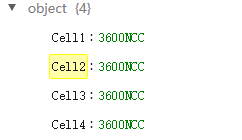 object {4}
Cell1 : 3600NCC
Cell2 : 3600NCC
Cell3 : 3600NCC
Cell4 : 3600NCC